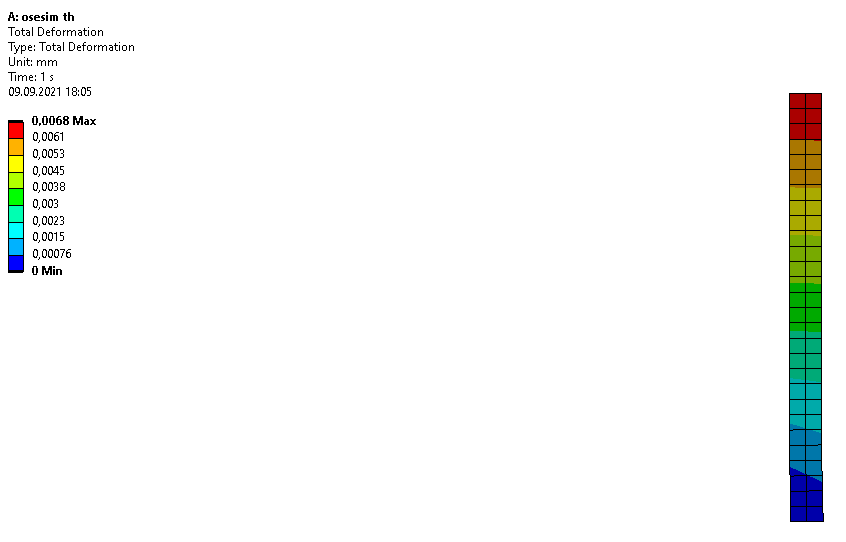 A: osesim th
Total Deformation
Type: Total Deformation
Unit: mm
Time: 1 s
09.09.2021 18:05
0,0068 Max
0,0061
0,0053
0,0045
0,0038
0,003
0,0023
0,0015
0,00076
0 Min